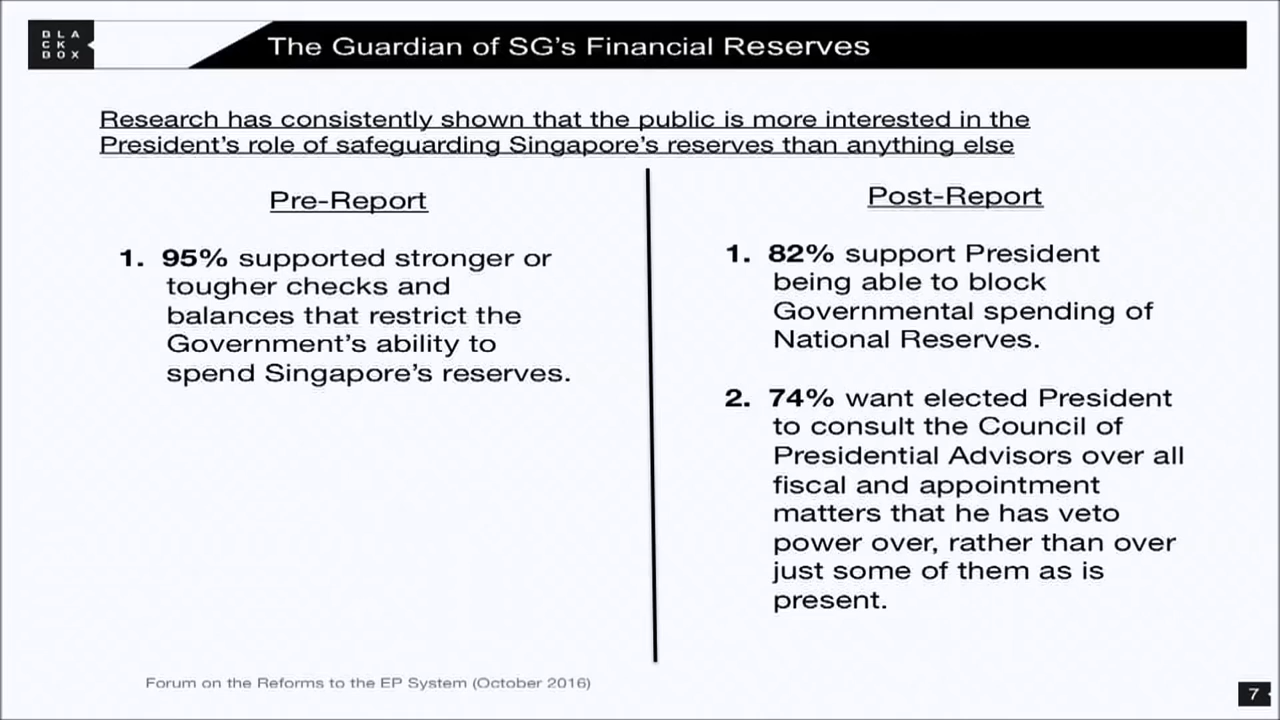 BLA
CK
BOX
The Guardian of SG's Financial Reserves
Research has consistently shown that the public is more interested in the
President's role of safeguarding Singapore's reserves than anything else
Pre-Report
1. 95% supported stronger or
tougher checks and
balances that restrict the
Government's ability to
spend Singapore's reserves.
Post-Report
1. 82% support President
being able to block
Governmental spending of
National Reserves.
2. 74% want elected President
to consult the Council of
Presidential Advisors over all
fiscal and appointment
matters that he has veto
power over, rather than over
just some of them as is
present.
Forum on the Reforms to the EP System (October 2016)
7